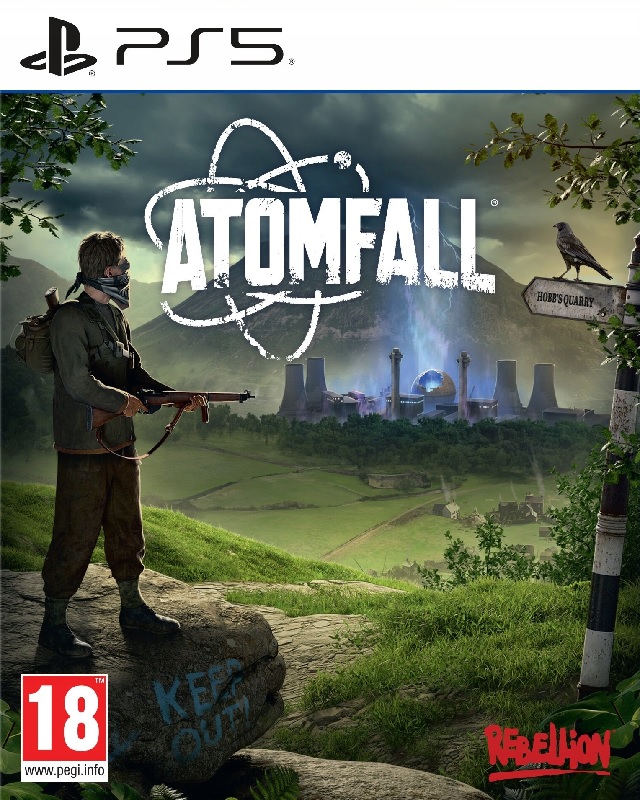 PS5
ATOMFALL
HOBB'S QUARRY
KEEP
OUT!
18
www.pegi.info
REBELLION